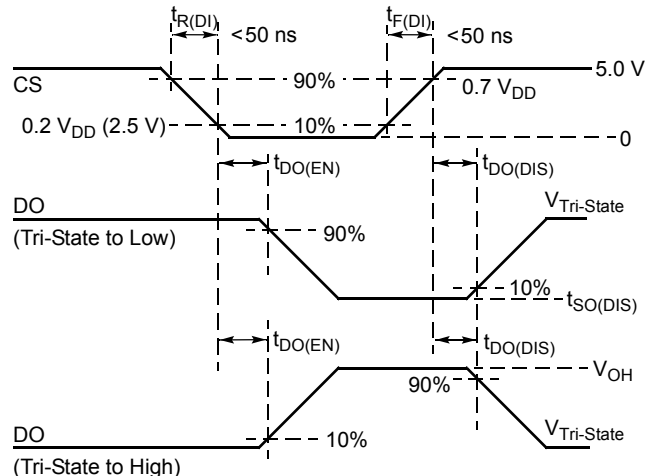 tR(DI) <50 ns tF(DI) <50 ns
5.0 V
CS 90% 0.7 VDD
0.2 VDD (2.5 V) 10%
0
tDO(EN) tDO(DIS)
DO VTri-State
(Tri-State to Low) 90%
10%
tSO(DIS)
tDO(EN) tDO(DIS)
VOH
90%
DO 10% VTri-State
(Tri-State to High)